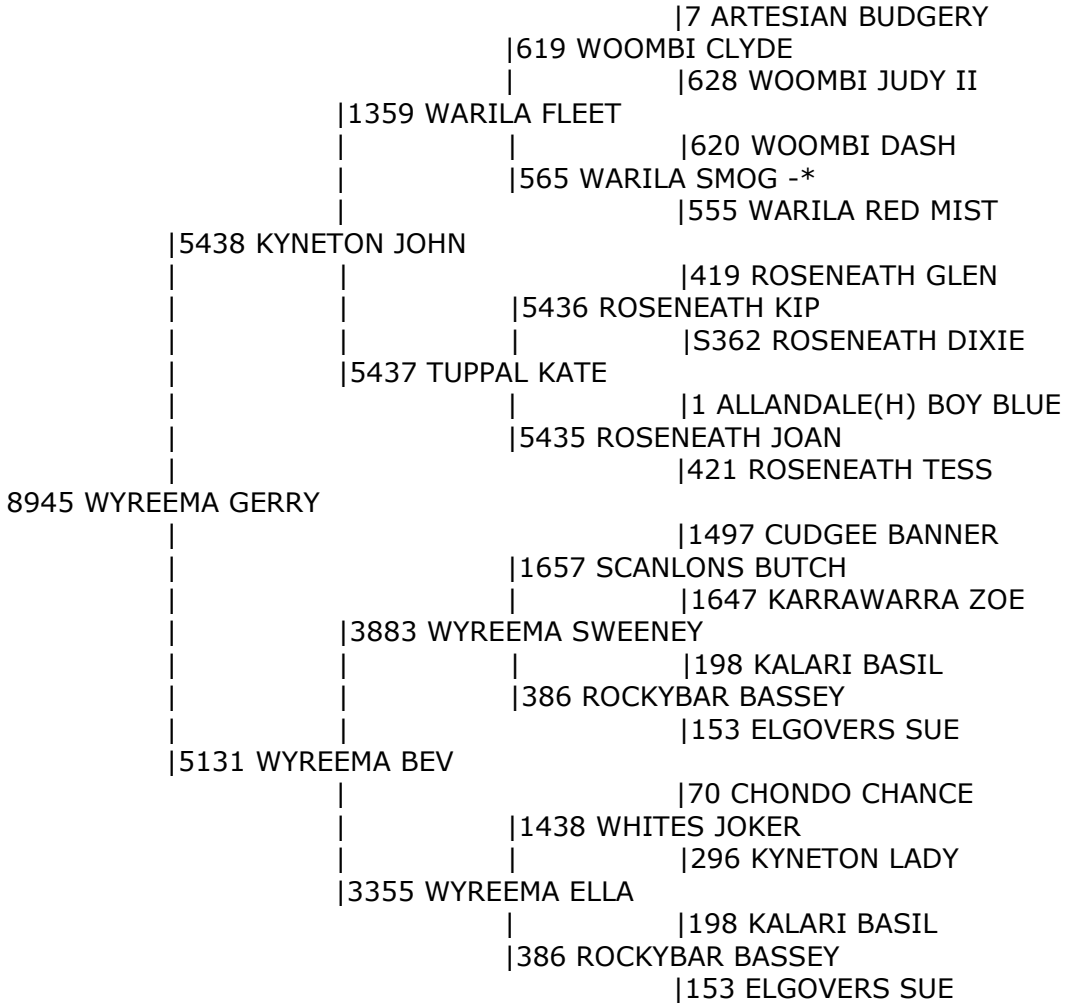 |7 ARTESIAN BUDGERY
|619 WOOMBI CLYDE
| |628 WOOMBI JUDY II
|1359 WARILA FLEET
| | |620 WOOMBI DASH
| |565 WARILA SMOG -*
| |555 WARILA RED MIST
|5438 KYNETON JOHN
| | |419 ROSENEATH GLEN
| | |5436 ROSENEATH KIP
| | | |S362 ROSENEATH DIXIE
| |5437 TUPPAL KATE
| | |1 ALLANDALE(H) BOY BLUE
| |5435 ROSENEATH JOAN
| |421 ROSENEATH TESS
8945 WYREEMA GERRY
| |1497 CUDGEE BANNER
| |1657 SCANLONS BUTCH
| | |1647 KARRAWARRA ZOE
| |3883 WYREEMA SWEENEY
| | | |198 KALARI BASIL
| | |386 ROCKYBAR BASSEY
| | |153 ELGOVERS SUE
|5131 WYREEMA BEV
| |70 CHONDO CHANCE
| |1438 WHITES JOKER
| | |296 KYNETON LADY
|3355 WYREEMA ELLA
| |198 KALARI BASIL
|386 ROCKYBAR BASSEY
|153 ELGOVERS SUE